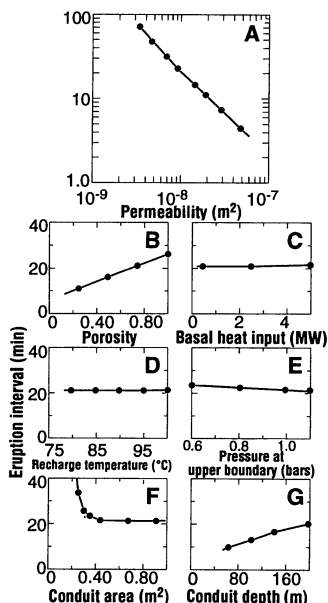 100
A
10
1.0
10-9
10-8
10-7
Permeability (m2)
Eruption interval (min)
40
B
C
20
0
0
0.40
0.80
0
2
4
Porosity
Basal heat input (MW)
40
D
E
20
0
75
85
95
0.6
0.8
1.0
Recharge temperature (°C)
Pressure at
upper boundary (bars)
40
F
G
20
0
0
0.40
0.80
0
100
200
Conduit area (m2)
Conduit depth (m)